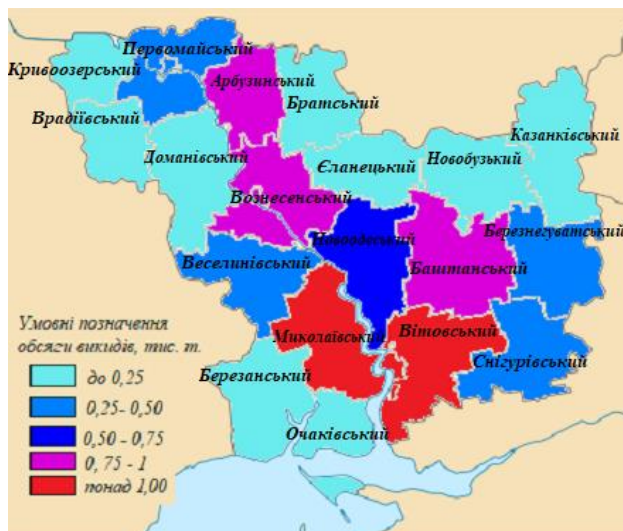 Первомайський
Кривоозерський
Арбузинський
Братський
Врадіївський
Казанківський
Доманівський
Єланецький
Новобузький
Вознесенський
Березнегуватський
Новоодеський
Веселинівський
Баштанський
Умовні позначення
обсяги викидів, тис. т.
Миколаївський
Вітовський
Снігурівський
до 0,25
Березанський
0,25- 0,50
0,50 - 0,75
Очаківський
0, 75 - 1
понад 1,00